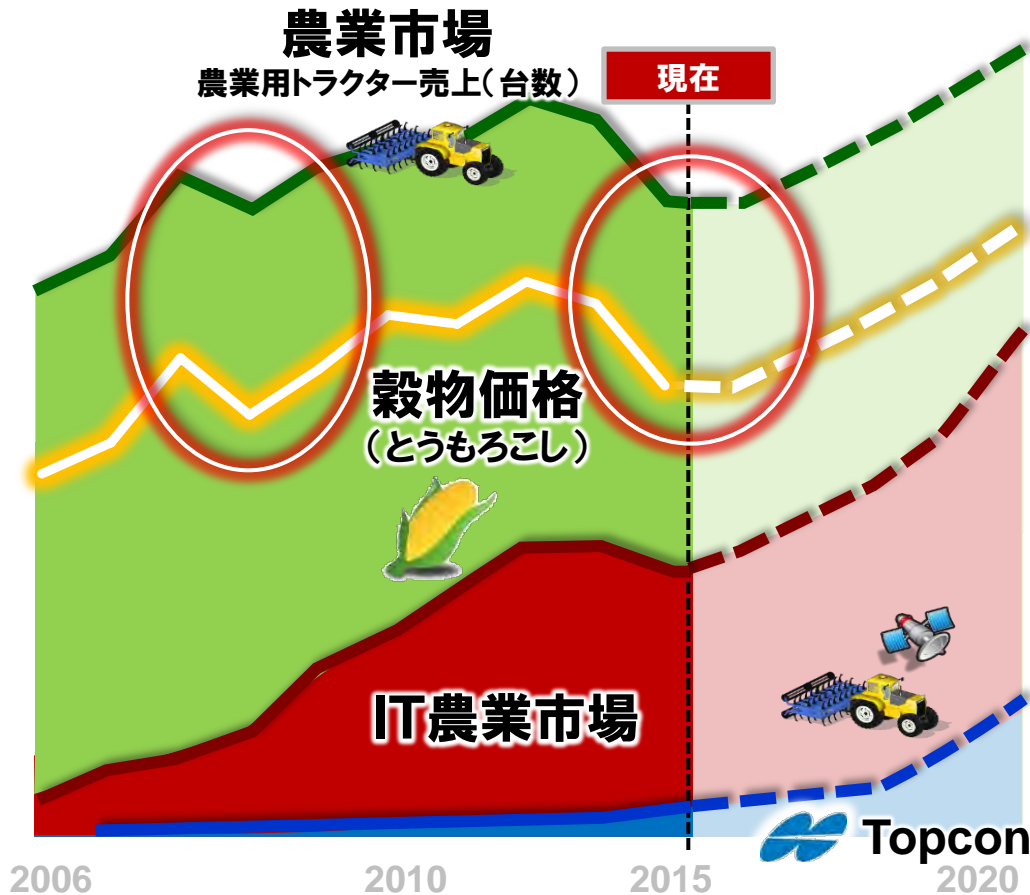 農業市場
農業用トラクター売上(台数)
現在
穀物価格
(とうもろこし)
IT農業市場
Topcon
2006
2010
2015
2020